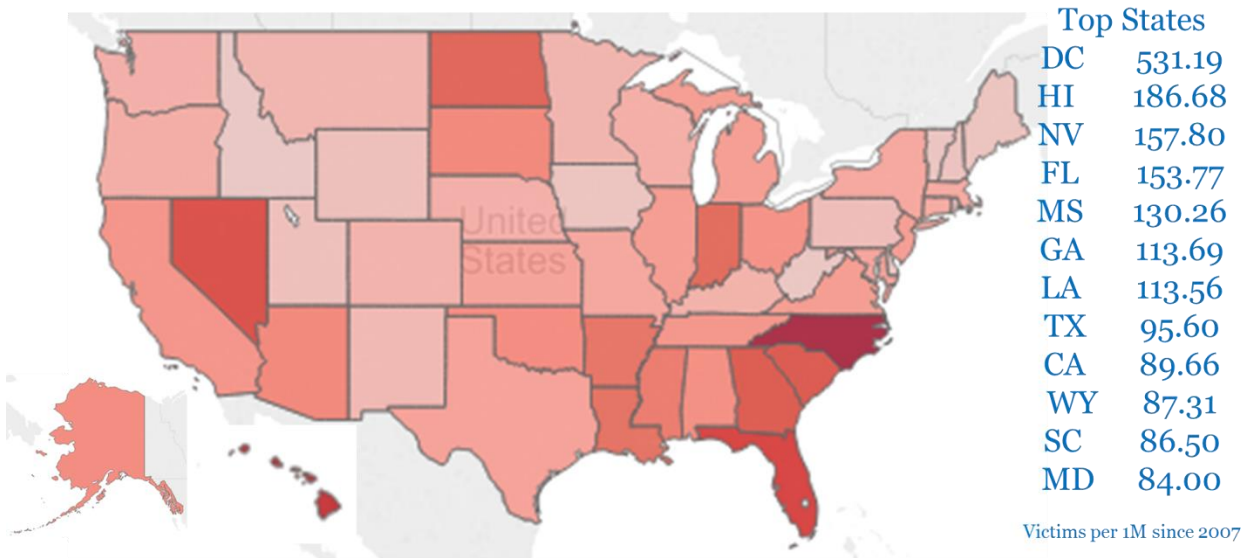 United
States
Top States
DC 531.19
HI 186.68
NV 157.80
FL 153.77
MS 130.26
GA 113.69
LA 113.56
TX 95.60
CA 89.66
WY 87.31
SC 86.50
MD 84.00
Victims per 1M since 2007